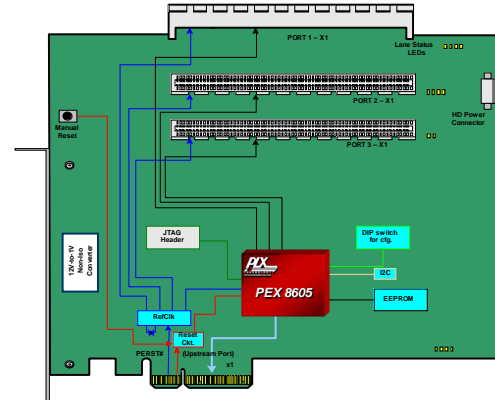 PORT 1 – X1
Lane Status
LEDs
PORT 2 – X1
HD Power
Connector
Manual
Reset
PORT 3 – X1
JTAG
Header
DIP switch
for cfg.
12V-to-1V
Non-Iso
Converter
PLX
TECHNOLOGY
PEX 8605
I2C
EEPROM
RefClk
Reset
Ckt.
PERST#
(Upstream Port)
x1